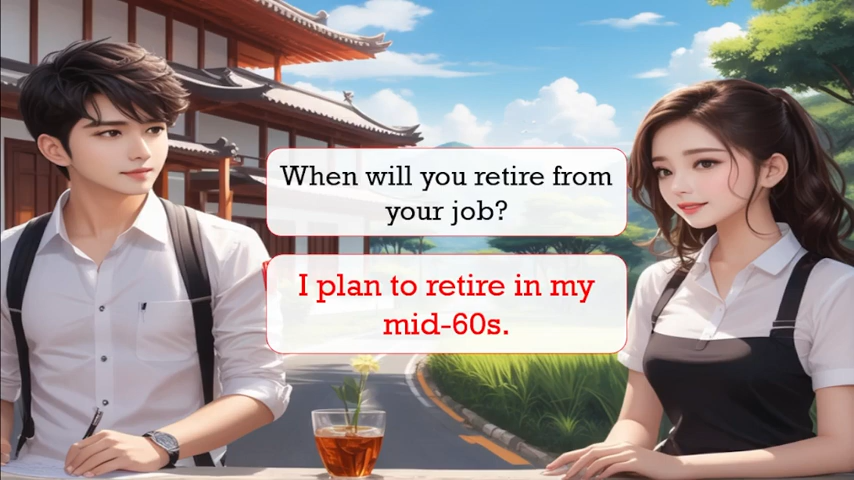 When will you retire from
your job?
I plan to retire in my
mid-60s.